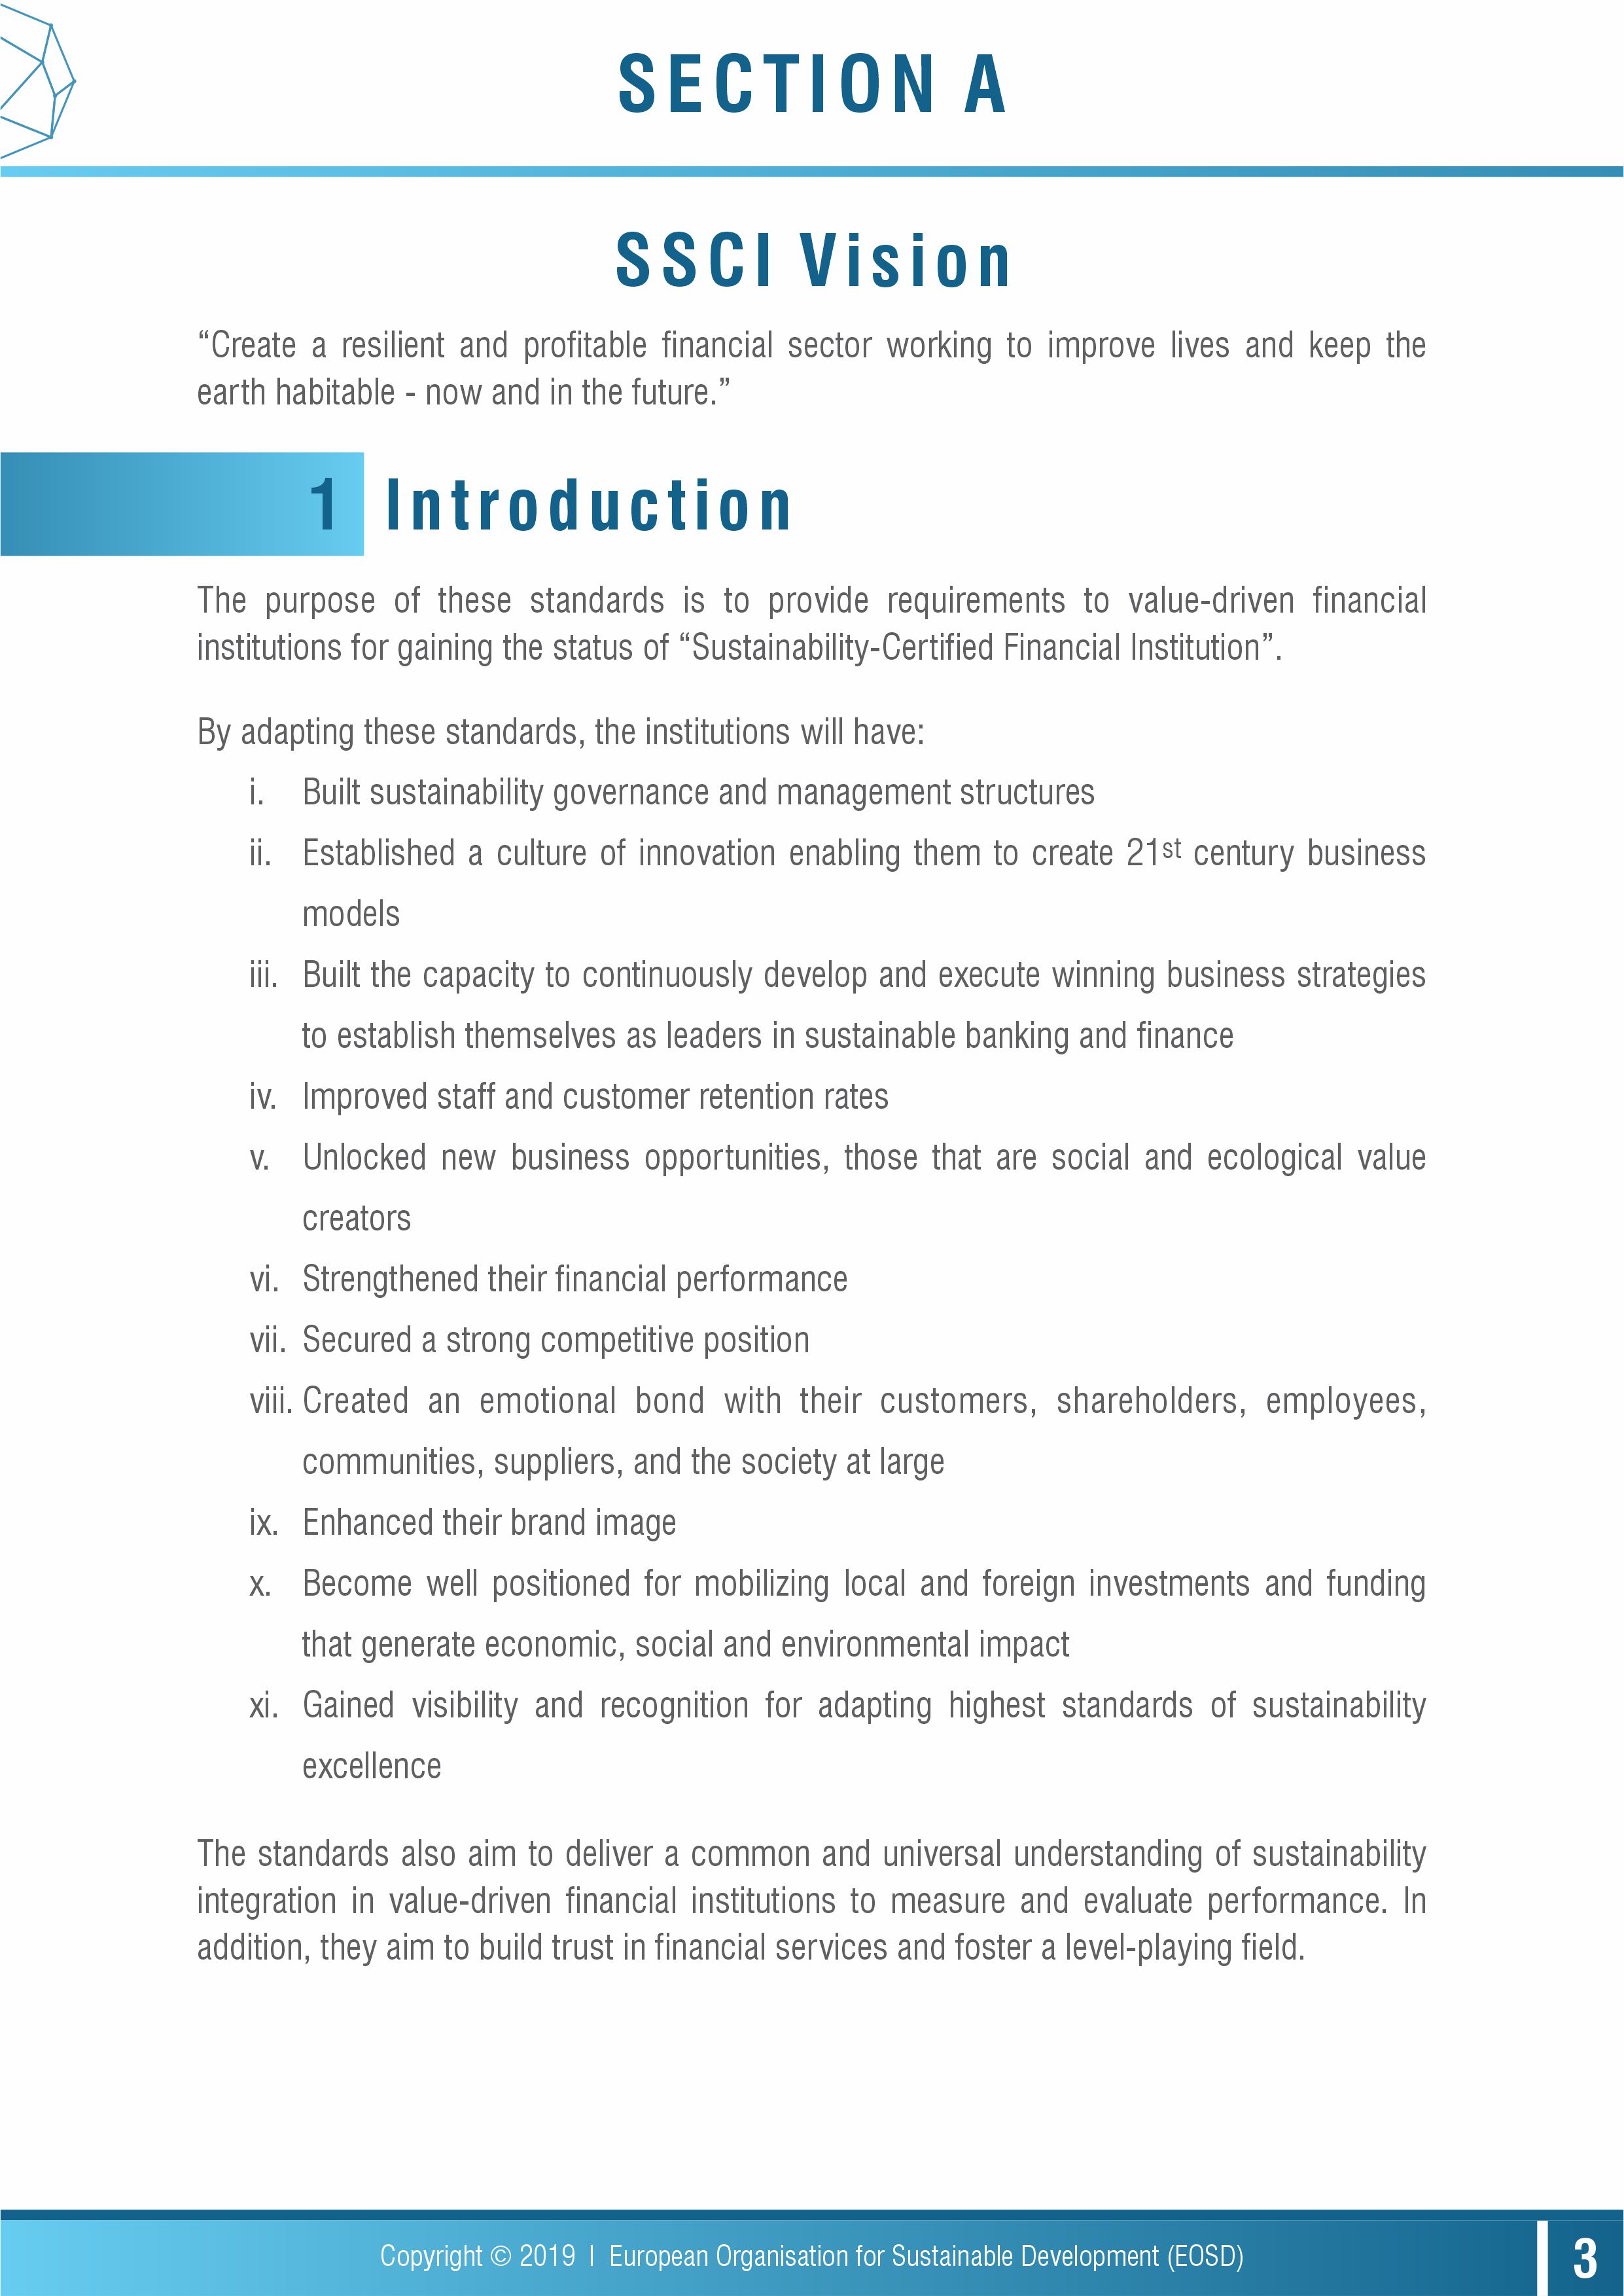 SECTION A
SSCI Vision
“Create a resilient and profitable financial sector working to improve lives and keep the
earth habitable - now and in the future.”
1 Introduction
The purpose of these standards is to provide requirements to value-driven financial
institutions for gaining the status of “Sustainability-Certified Financial Institution”.
By adapting these standards, the institutions will have:
i. Built sustainability governance and management structures
ii. Established a culture of innovation enabling them to create 21st century business
models
iii. Built the capacity to continuously develop and execute winning business strategies
to establish themselves as leaders in sustainable banking and finance
iv. Improved staff and customer retention rates
v. Unlocked new business opportunities, those that are social and ecological value
creators
vi. Strengthened their financial performance
vii. Secured a strong competitive position
viii. Created an emotional bond with their customers, shareholders, employees,
communities, suppliers, and the society at large
ix. Enhanced their brand image
x. Become well positioned for mobilizing local and foreign investments and funding
that generate economic, social and environmental impact
xi. Gained visibility and recognition for adapting highest standards of sustainability
excellence
The standards also aim to deliver a common and universal understanding of sustainability
integration in value-driven financial institutions to measure and evaluate performance. In
addition, they aim to build trust in financial services and foster a level-playing field.
Copyright © 2019 | European Organisation for Sustainable Development (EOSD)
3